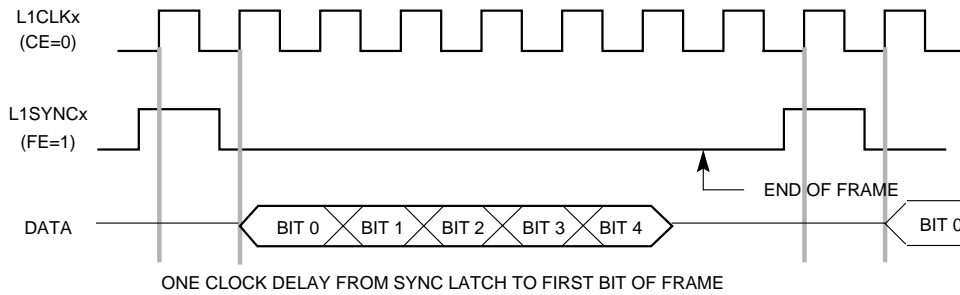 L1CLKx
(CE=0)
L1SYNCx
(FE=1)
END OF FRAME
DATA
BIT 0
BIT 1
BIT 2
BIT 3
BIT 4
BIT 0
ONE CLOCK DELAY FROM SYNC LATCH TO FIRST BIT OF FRAME